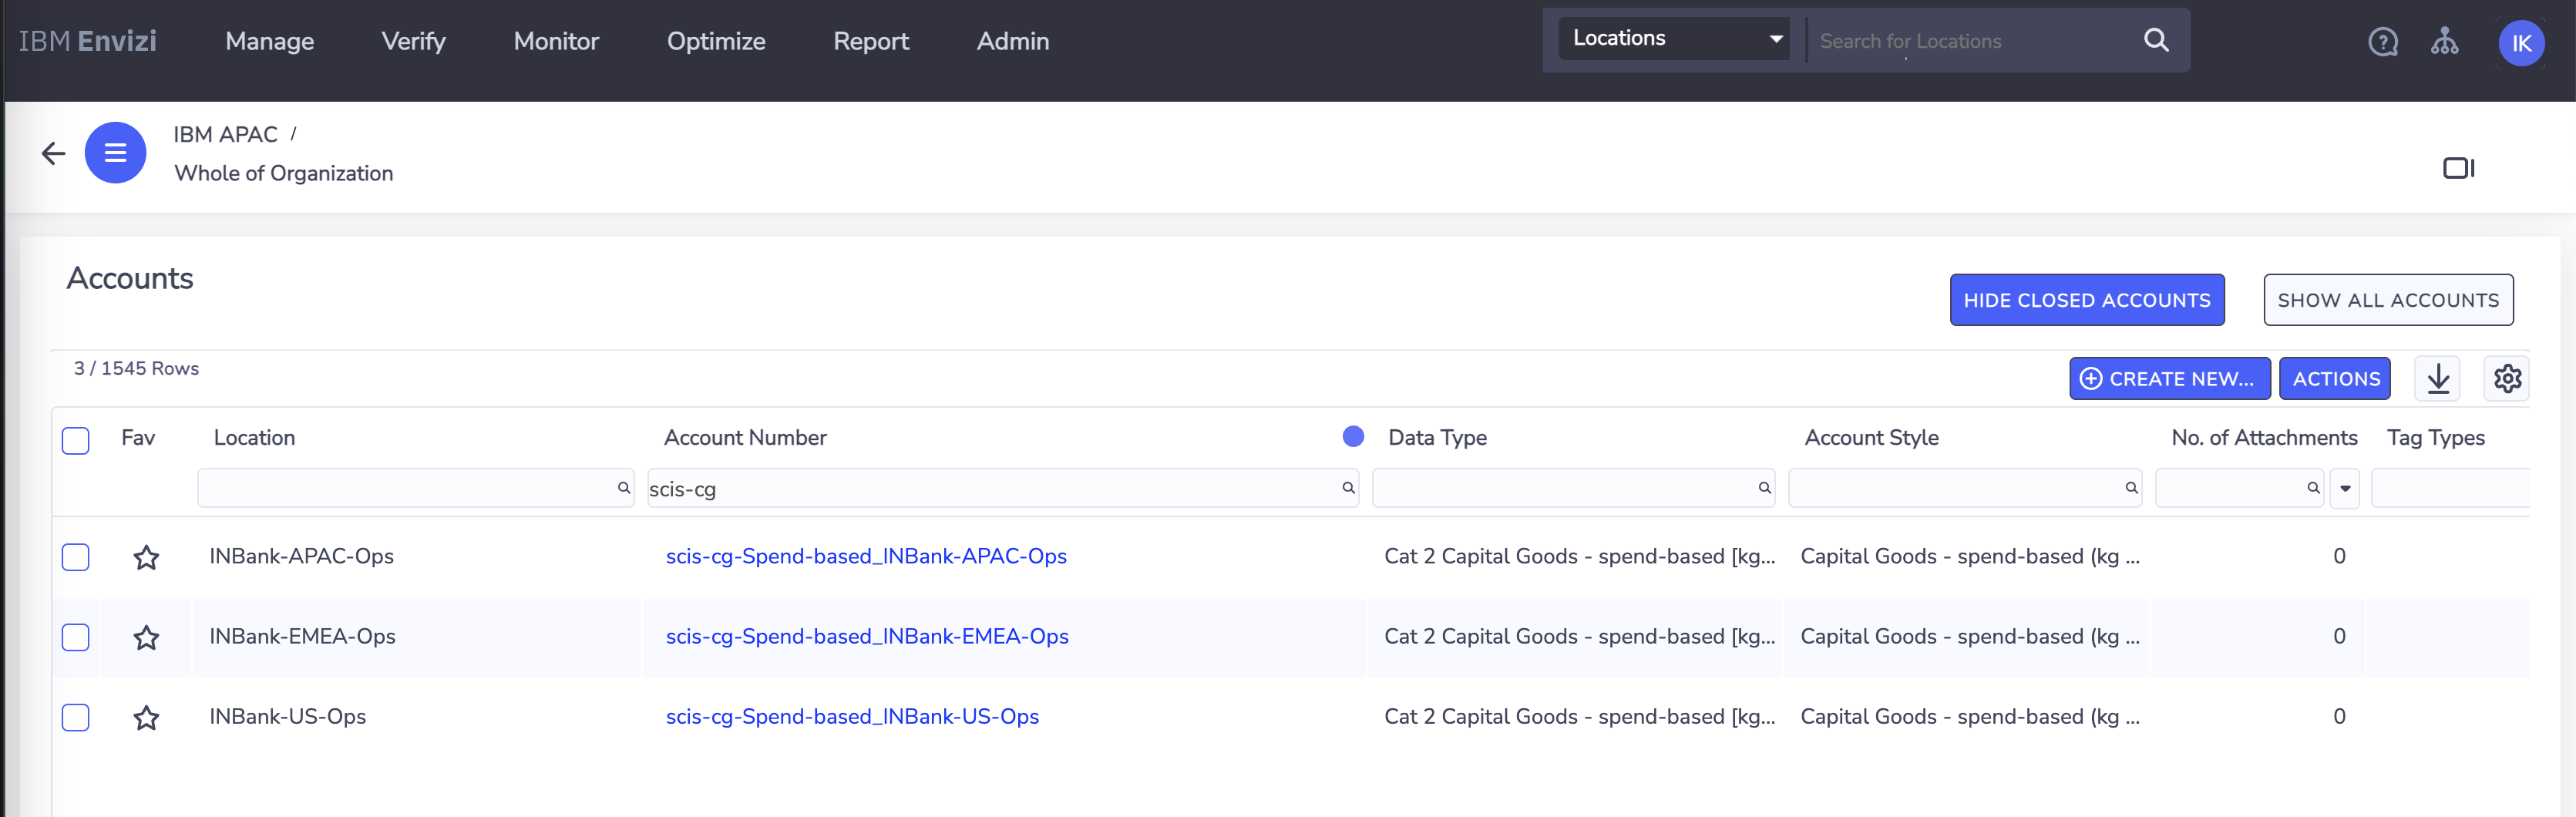 IBM Envizi Manage Verify Monitor Optimize Report Admin Locations Search for Locations IK
IBM APAC /
Whole of Organization
Accounts
HIDE CLOSED ACCOUNTS SHOW ALL ACCOUNTS
3 / 1545 Rows
CREATE NEW... ACTIONS
Fav Location Account Number Data Type Account Style No. of Attachments Tag Types
scis-cg
INBank-APAC-Ops scis-cg-Spend-based_INBank-APAC-Ops Cat 2 Capital Goods - spend-based [kg... Capital Goods - spend-based (kg ... 0
INBank-EMEA-Ops scis-cg-Spend-based_INBank-EMEA-Ops Cat 2 Capital Goods - spend-based [kg... Capital Goods - spend-based (kg ... 0
INBank-US-Ops scis-cg-Spend-based_INBank-US-Ops Cat 2 Capital Goods - spend-based [kg... Capital Goods - spend-based (kg ... 0